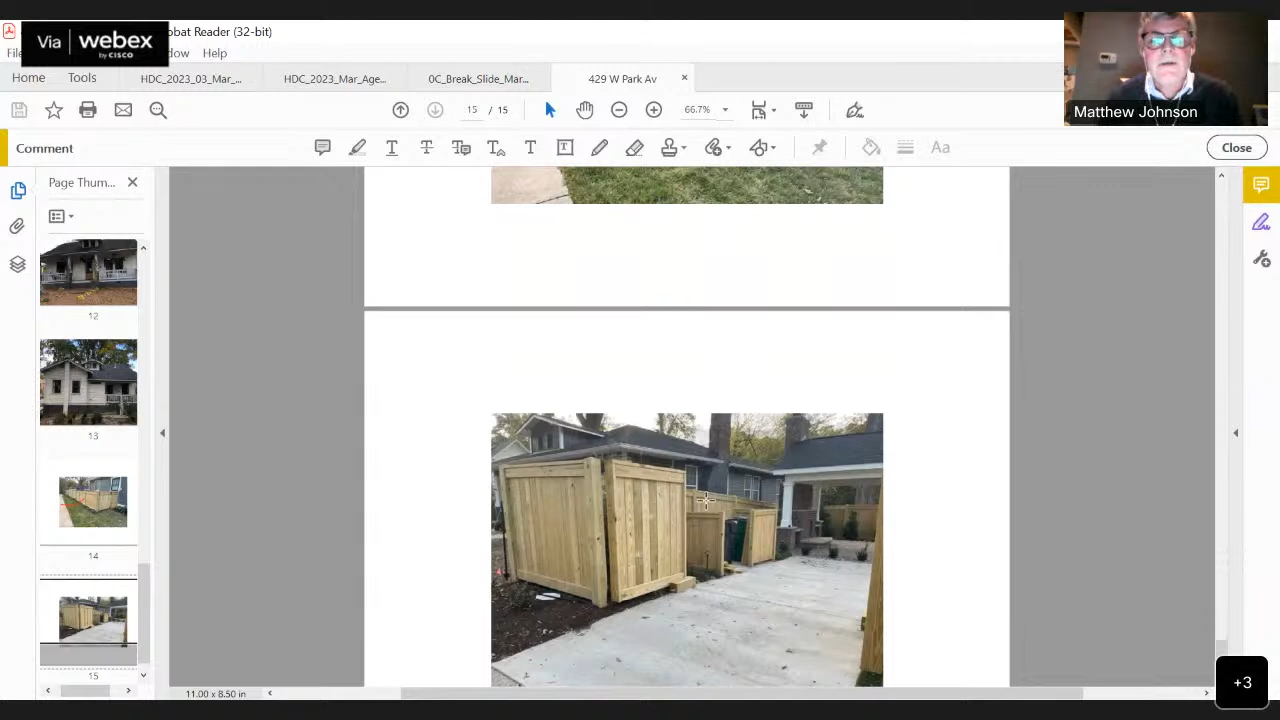 Via webex
by CISCO
obat Reader (32-bit)
dow Help
Home Tools HDC_2023_03_Mar_... HDC_2023_Mar_Age... 0C_Break_Slide_Mar... 429 W Park Av
15 / 15 66.7%
Matthew Johnson
Comment Aa Close
Page Thum...
12
13
14
15
11.00 x 8.50 in
+3